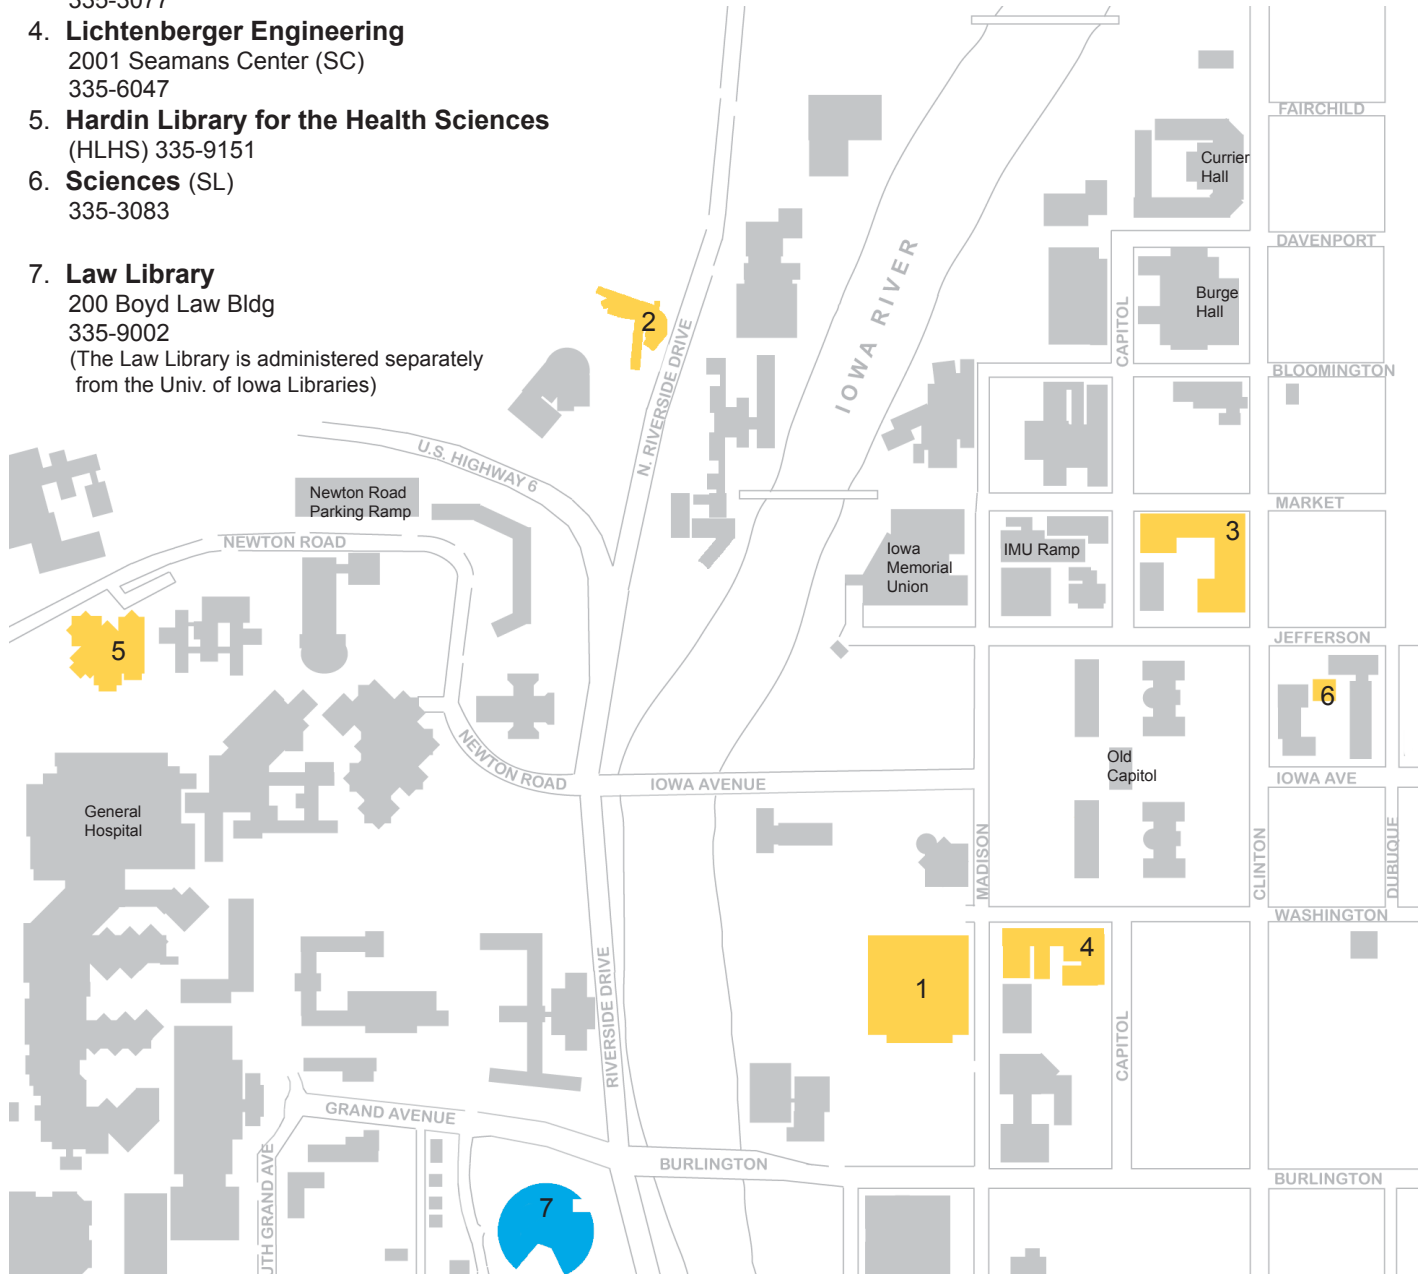 335-3077
4. Lichtenberger Engineering
2001 Seamans Center (SC)
335-6047
5. Hardin Library for the Health Sciences
(HLHS) 335-9151
6. Sciences (SL)
335-3083
7. Law Library
200 Boyd Law Bldg
335-9002
(The Law Library is administered separately
from the Univ. of Iowa Libraries)
FAIRCHILD
Currier
Hall
DAVENPORT
Burge
Hall
CAPITOL
BLOOMINGTON
IOWA RIVER
2
N. RIVERSIDE DRIVE
U.S. HIGHWAY 6
Newton Road
Parking Ramp
NEWTON ROAD
MARKET
3
Iowa
Memorial
Union
IMU Ramp
5
JEFFERSON
6
NEWTON ROAD
IOWA AVENUE
Old
Capitol
IOWA AVE
General
Hospital
MADISON
CLINTON
DUBUQUE
WASHINGTON
1
4
RIVERSIDE DRIVE
CAPITOL
GRAND AVENUE
BURLINGTON
BURLINGTON
UTH GRAND AVE
7